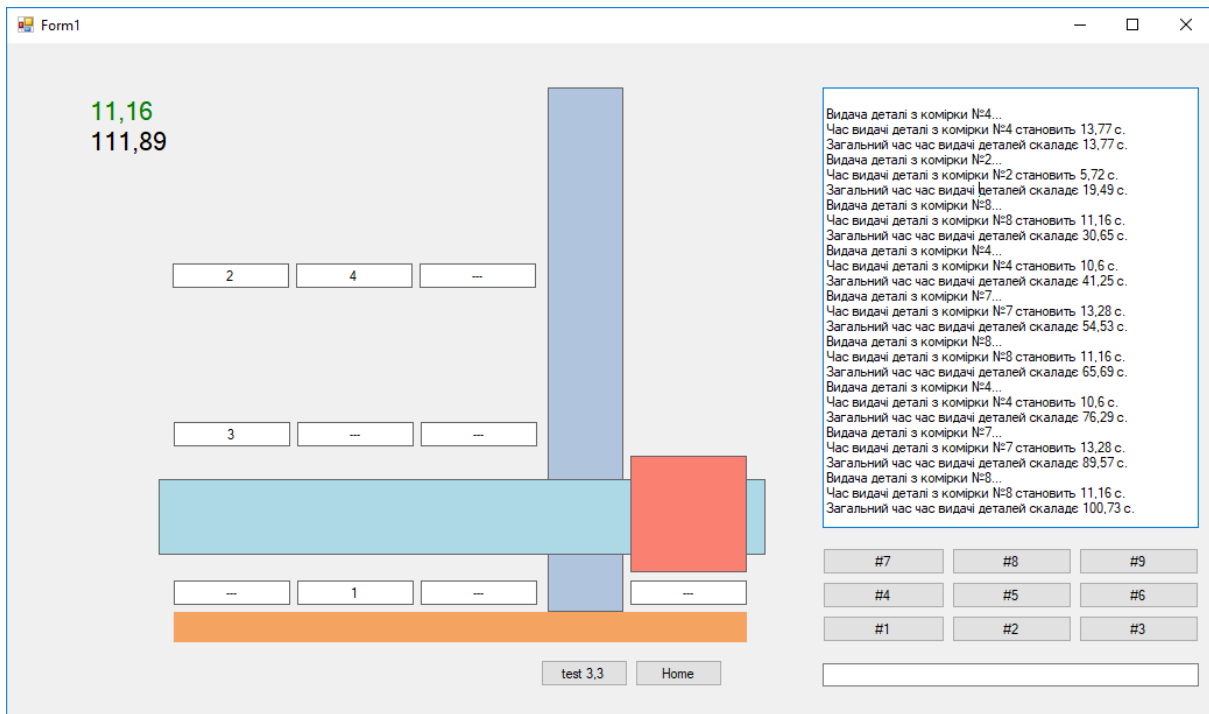 Form1
11,16
111,89
2 4 ---
3 --- ---
--- 1 --- ---
test 3,3 Home
Видача деталі з комірки №4...
Час видачі деталі з комірки №4 становить 13,77 с.
Загальний час час видачі деталей скаладє 13,77 с.
Видача деталі з комірки №2...
Час видачі деталі з комірки №2 становить 5,72 с.
Загальний час час видачі деталей скаладє 19,49 с.
Видача деталі з комірки №8...
Час видачі деталі з комірки №8 становить 11,16 с.
Загальний час час видачі деталей скаладє 30,65 с.
Видача деталі з комірки №4...
Час видачі деталі з комірки №4 становить 10,6 с.
Загальний час час видачі деталей скаладє 41,25 с.
Видача деталі з комірки №7...
Час видачі деталі з комірки №7 становить 13,28 с.
Загальний час час видачі деталей скаладє 54,53 с.
Видача деталі з комірки №8...
Час видачі деталі з комірки №8 становить 11,16 с.
Загальний час час видачі деталей скаладє 65,69 с.
Видача деталі з комірки №4...
Час видачі деталі з комірки №4 становить 10,6 с.
Загальний час час видачі деталей скаладє 76,29 с.
Видача деталі з комірки №7...
Час видачі деталі з комірки №7 становить 13,28 с.
Загальний час час видачі деталей скаладє 89,57 с.
Видача деталі з комірки №8...
Час видачі деталі з комірки №8 становить 11,16 с.
Загальний час час видачі деталей скаладє 100,73 с.
#7 #8 #9
#4 #5 #6
#1 #2 #3